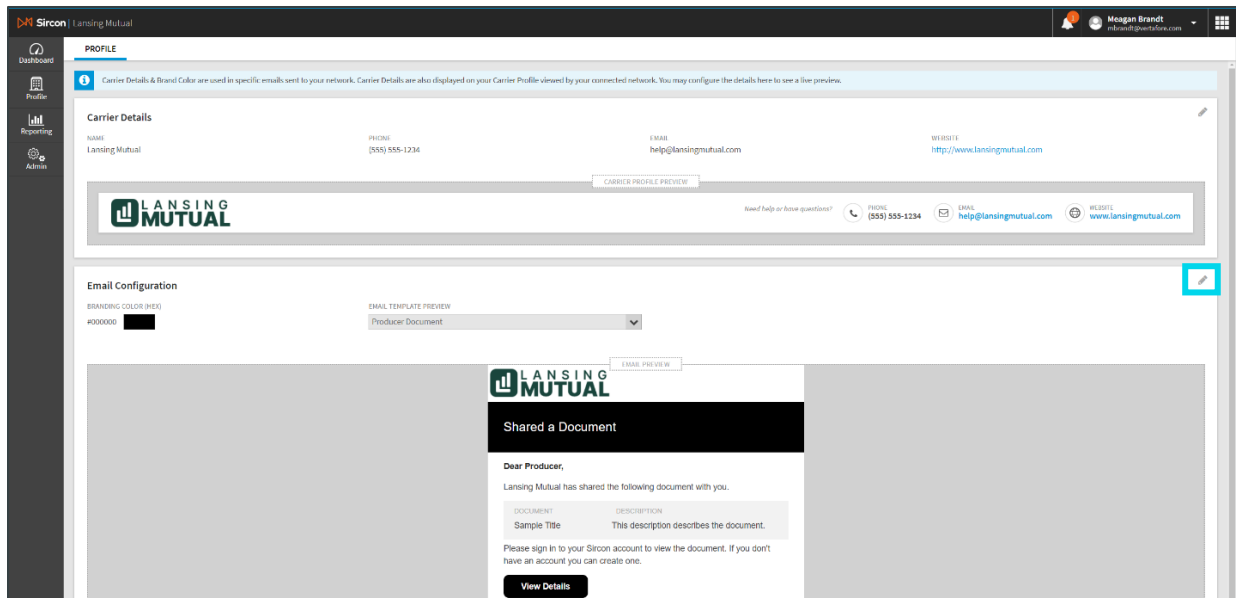 Sircon | Lansing Mutual
1
Meagan Brandt
mbrandt@vertafore.com
Dashboard
Profile
Reporting
Admin
PROFILE
Carrier Details & Brand Color are used in specific emails sent to your network. Carrier Details are also displayed on your Carrier Profile viewed by your connected network. You may configure the details here to see a live preview.
Carrier Details
NAME PHONE EMAIL WEBSITE
Lansing Mutual (555) 555-1234 help@lansingmutual.com http://www.lansingmutual.com
CARRIER PROFILE PREVIEW
LANSING
MUTUAL
Need help or have questions?
PHONE
(555) 555-1234
EMAIL
help@lansingmutual.com
WEBSITE
www.lansingmutual.com
Email Configuration
BRANDING COLOR (HEX) EMAIL TEMPLATE PREVIEW
#000000 Producer Document
EMAIL PREVIEW
LANSING
MUTUAL
Shared a Document
Dear Producer,
Lansing Mutual has shared the following document with you.
DOCUMENT DESCRIPTION
Sample Title This description describes the document.
Please sign in to your Sircon account to view the document. If you don't
have an account you can create one.
View Details